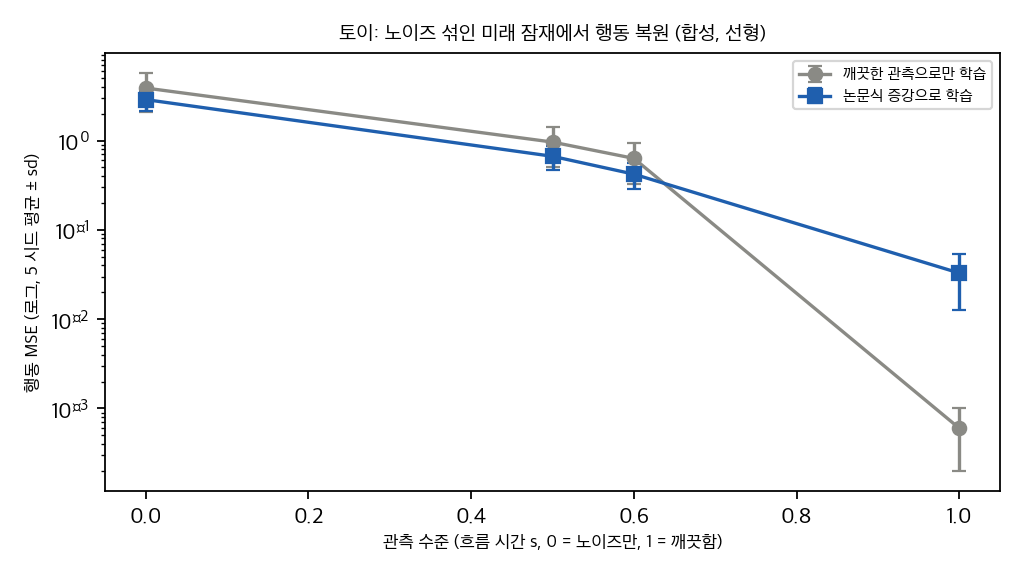 토이: 노이즈 섞인 미래 잠재에서 행동 복원 (합성, 선형)
깨끗한 관측으로만 학습
논문식 증강으로 학습
행동 MSE (로그, 5 시드 평균 ± sd)
10⁰
10¤¹
10¤²
10¤³
0.0 0.2 0.4 0.6 0.8 1.0
관측 수준 (흐름 시간 s, 0 = 노이즈만, 1 = 깨끗함)